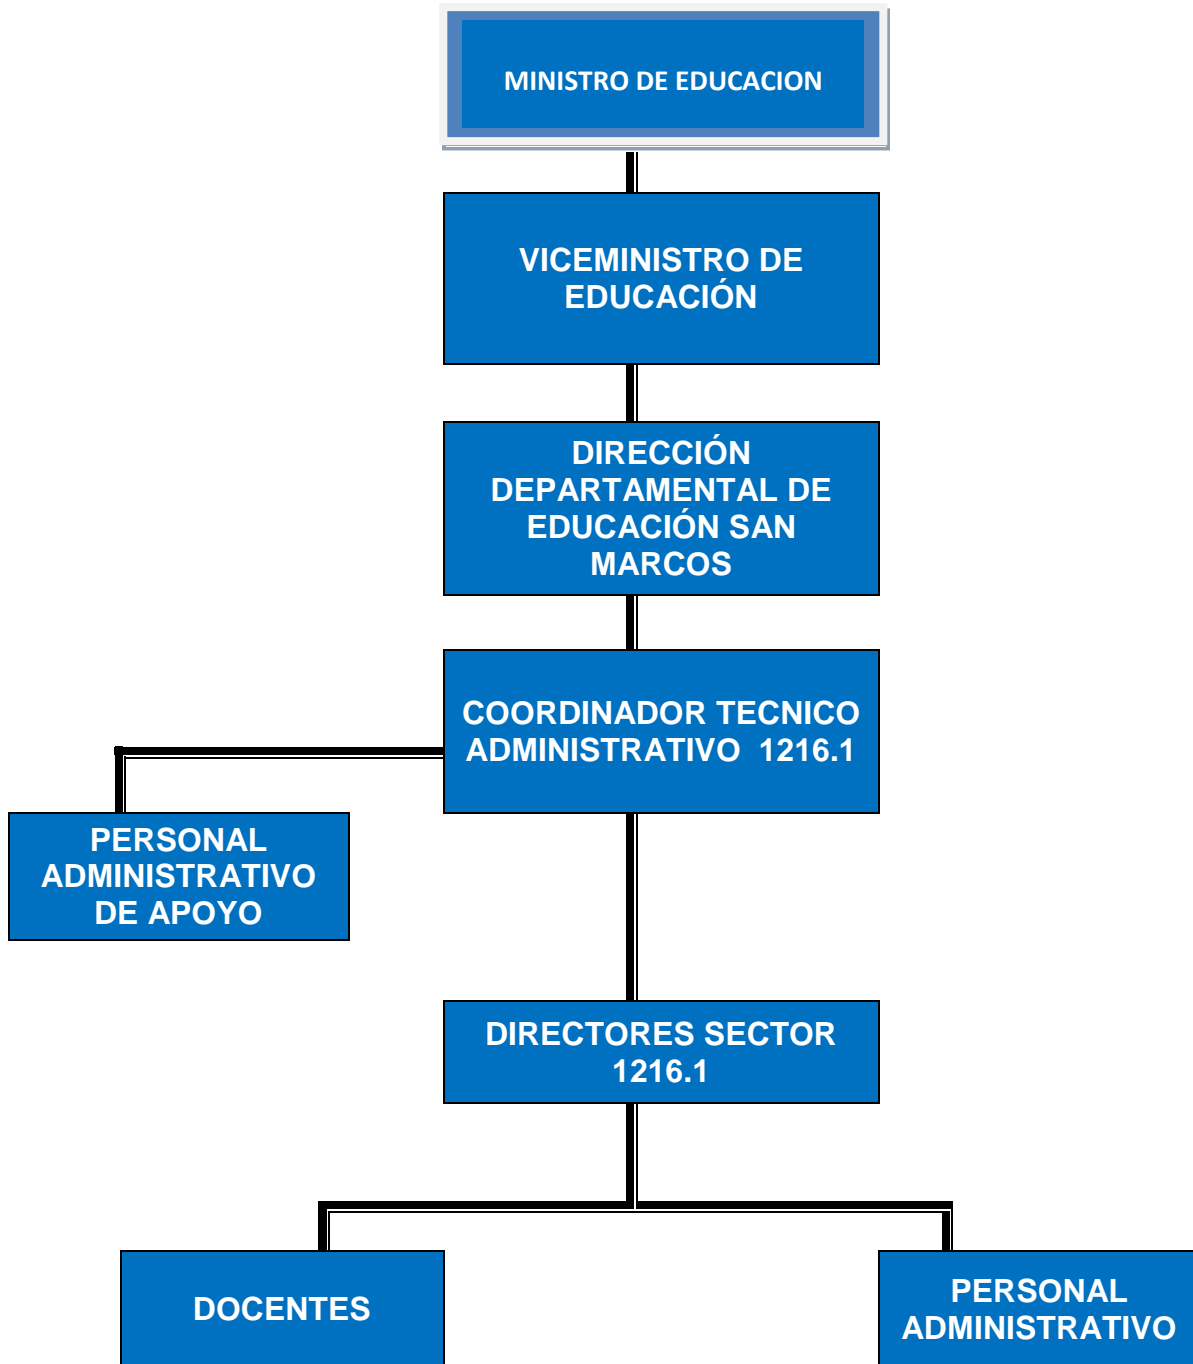 MINISTRO DE EDUCACION
VICEMINISTRO DE
EDUCACIÓN
DIRECCIÓN
DEPARTAMENTAL DE
EDUCACIÓN SAN
MARCOS
COORDINADOR TECNICO
ADMINISTRATIVO 1216.1
PERSONAL
ADMINISTRATIVO
DE APOYO
DIRECTORES SECTOR
1216.1
DOCENTES
PERSONAL
ADMINISTRATIVO